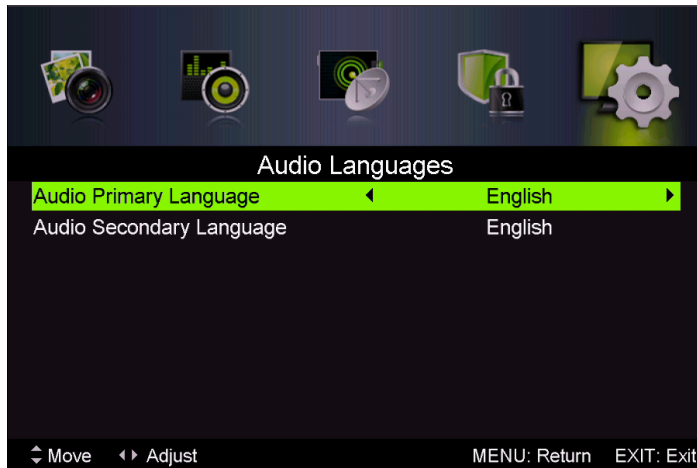 Audio Languages
Audio Primary Language English
Audio Secondary Language English
Move Adjust MENU: Return EXIT: Exit